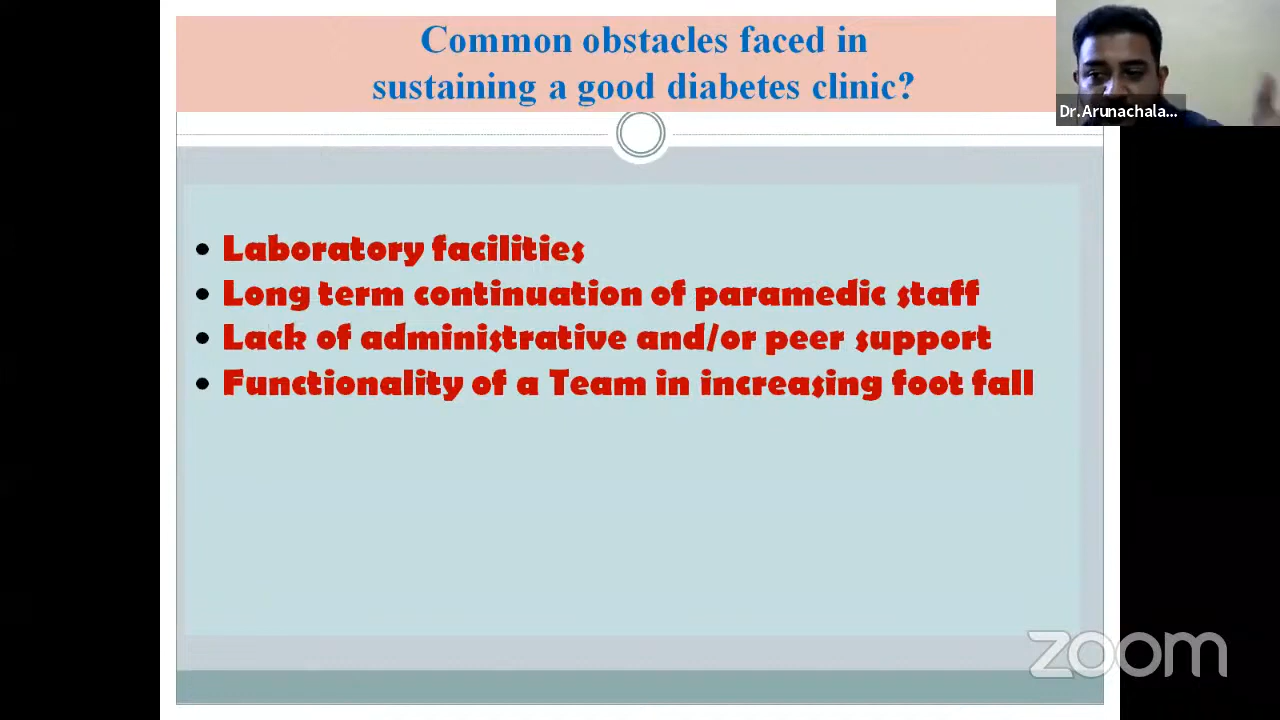 Common obstacles faced in
sustaining a good diabetes clinic?
Dr.Arunachala...
• Laboratory facilities
• Long term continuation of paramedic staff
• Lack of administrative and/or peer support
• Functionality of a Team in increasing foot fall
zoom